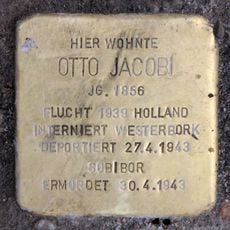 HIER WOHNTE
OTTO JACOBI
JG. 1856
FLUCHT 1939 HOLLAND
INTERNIERT WESTERBORK
DEPORTIERT 27.4.1943
SOBIBOR
ERMORDET 30.4.1943